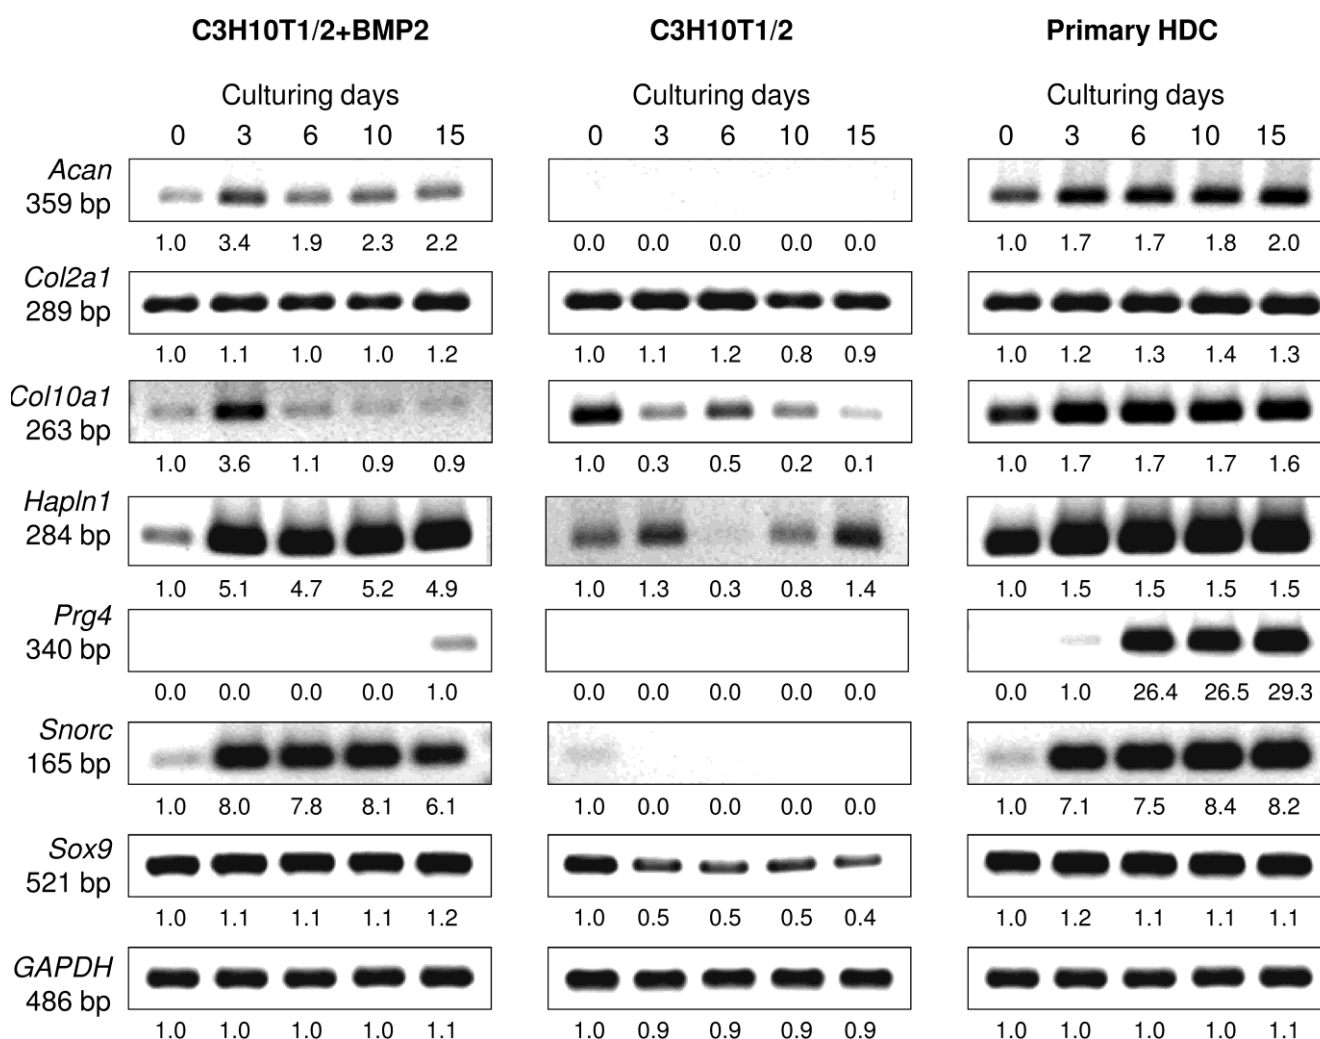 C3H10T1/2+BMP2 C3H10T1/2 Primary HDC
Culturing days Culturing days Culturing days
0 3 6 10 15 0 3 6 10 15 0 3 6 10 15
Acan
359 bp
1.0 3.4 1.9 2.3 2.2 0.0 0.0 0.0 0.0 0.0 1.0 1.7 1.7 1.8 2.0
Col2a1
289 bp
1.0 1.1 1.0 1.0 1.2 1.0 1.1 1.2 0.8 0.9 1.0 1.2 1.3 1.4 1.3
Col10a1
263 bp
1.0 3.6 1.1 0.9 0.9 1.0 0.3 0.5 0.2 0.1 1.0 1.7 1.7 1.7 1.6
Hapln1
284 bp
1.0 5.1 4.7 5.2 4.9 1.0 1.3 0.3 0.8 1.4 1.0 1.5 1.5 1.5 1.5
Prg4
340 bp
0.0 0.0 0.0 0.0 1.0 0.0 0.0 0.0 0.0 0.0 0.0 1.0 26.4 26.5 29.3
Snorc
165 bp
1.0 8.0 7.8 8.1 6.1 1.0 0.0 0.0 0.0 0.0 1.0 7.1 7.5 8.4 8.2
Sox9
521 bp
1.0 1.1 1.1 1.1 1.2 1.0 0.5 0.5 0.5 0.4 1.0 1.2 1.1 1.1 1.1
GAPDH
486 bp
1.0 1.0 1.0 1.0 1.1 1.0 0.9 0.9 0.9 0.9 1.0 1.0 1.0 1.0 1.1